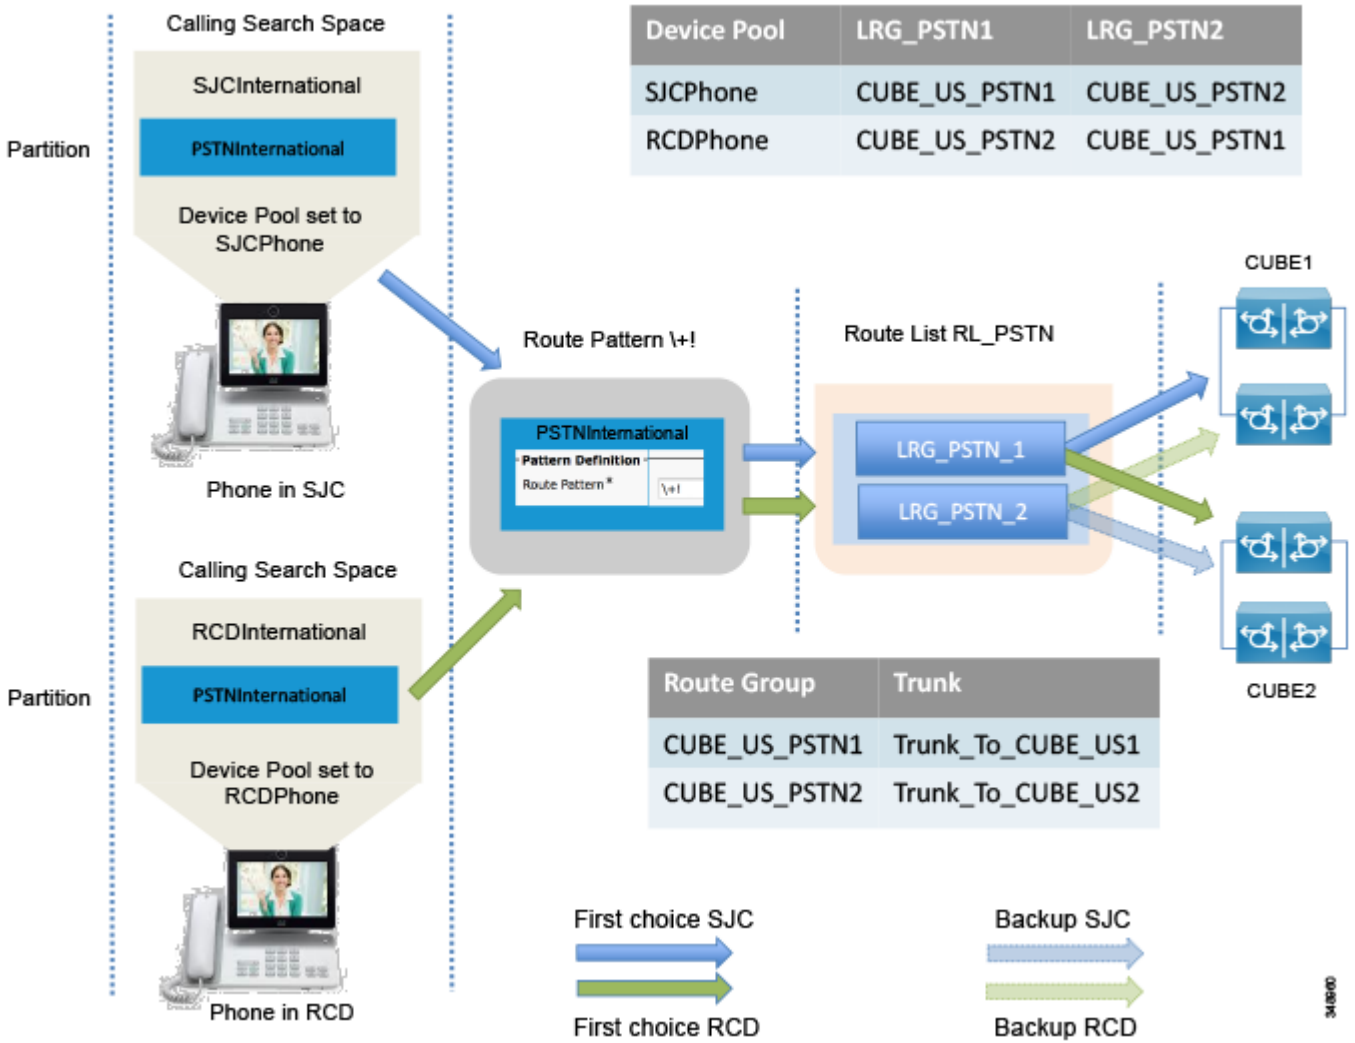 Calling Search Space
SJCInternational
Partition
PSTNInternational
Device Pool set to
SJCPhone
Phone in SJC
Calling Search Space
RCDInternational
Partition
PSTNInternational
Device Pool set to
RCDPhone
Phone in RCD
Device Pool LRG_PSTN1 LRG_PSTN2
SJCPhone CUBE_US_PSTN1 CUBE_US_PSTN2
RCDPhone CUBE_US_PSTN2 CUBE_US_PSTN1
Route Pattern \+!
PSTNInternational
Pattern Definition
Route Pattern* \+!
Route List RL_PSTN
LRG_PSTN_1
LRG_PSTN_2
CUBE1
CUBE2
Route Group Trunk
CUBE_US_PSTN1 Trunk_To_CUBE_US1
CUBE_US_PSTN2 Trunk_To_CUBE_US2
First choice SJC
First choice RCD
Backup SJC
Backup RCD
348960